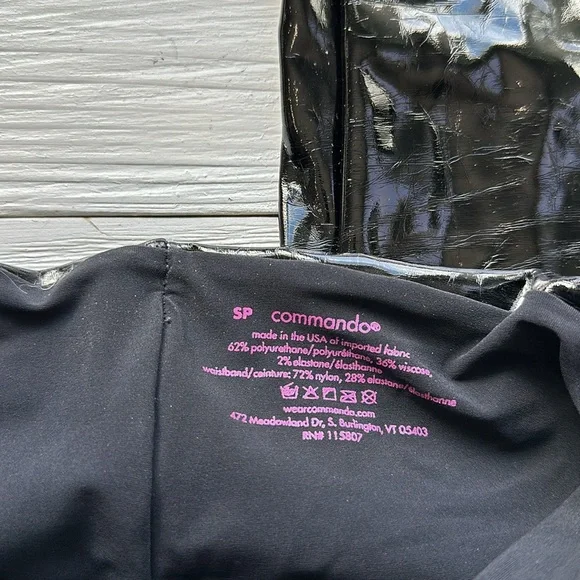 SP commando®
made in the USA of imported fabric
62% polyurethane/polyuréthane, 36% viscose,
2% elastane/élasthanne
waistband/ceinture: 72% nylon, 28% elastane/élasthanne
wearcommando.com
472 Meadowland Dr, S. Burlington, VT 05403
RN# 115807